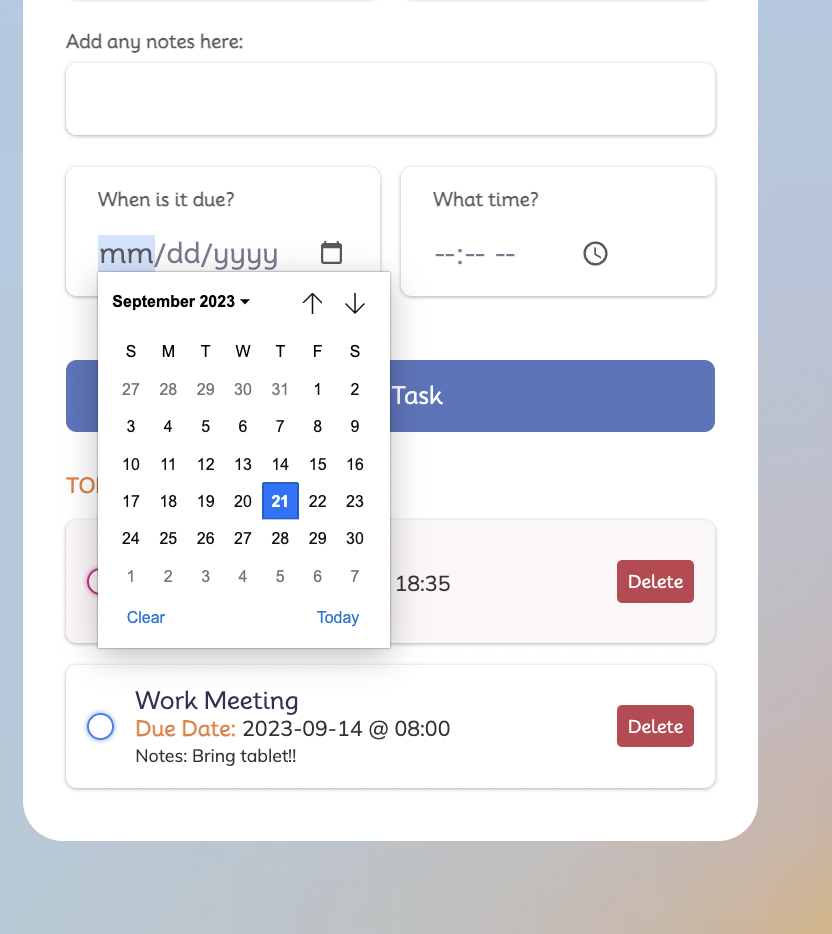 Add any notes here:
When is it due?
What time?
mm/dd/yyyy
--:-- --
September 2023
S M T W T F S
27 28 29 30 31 1 2
3 4 5 6 7 8 9
10 11 12 13 14 15 16
17 18 19 20 21 22 23
24 25 26 27 28 29 30
1 2 3 4 5 6 7
Clear Today
Task
18:35
Delete
Work Meeting
Due Date: 2023-09-14 @ 08:00
Notes: Bring tablet!!
Delete